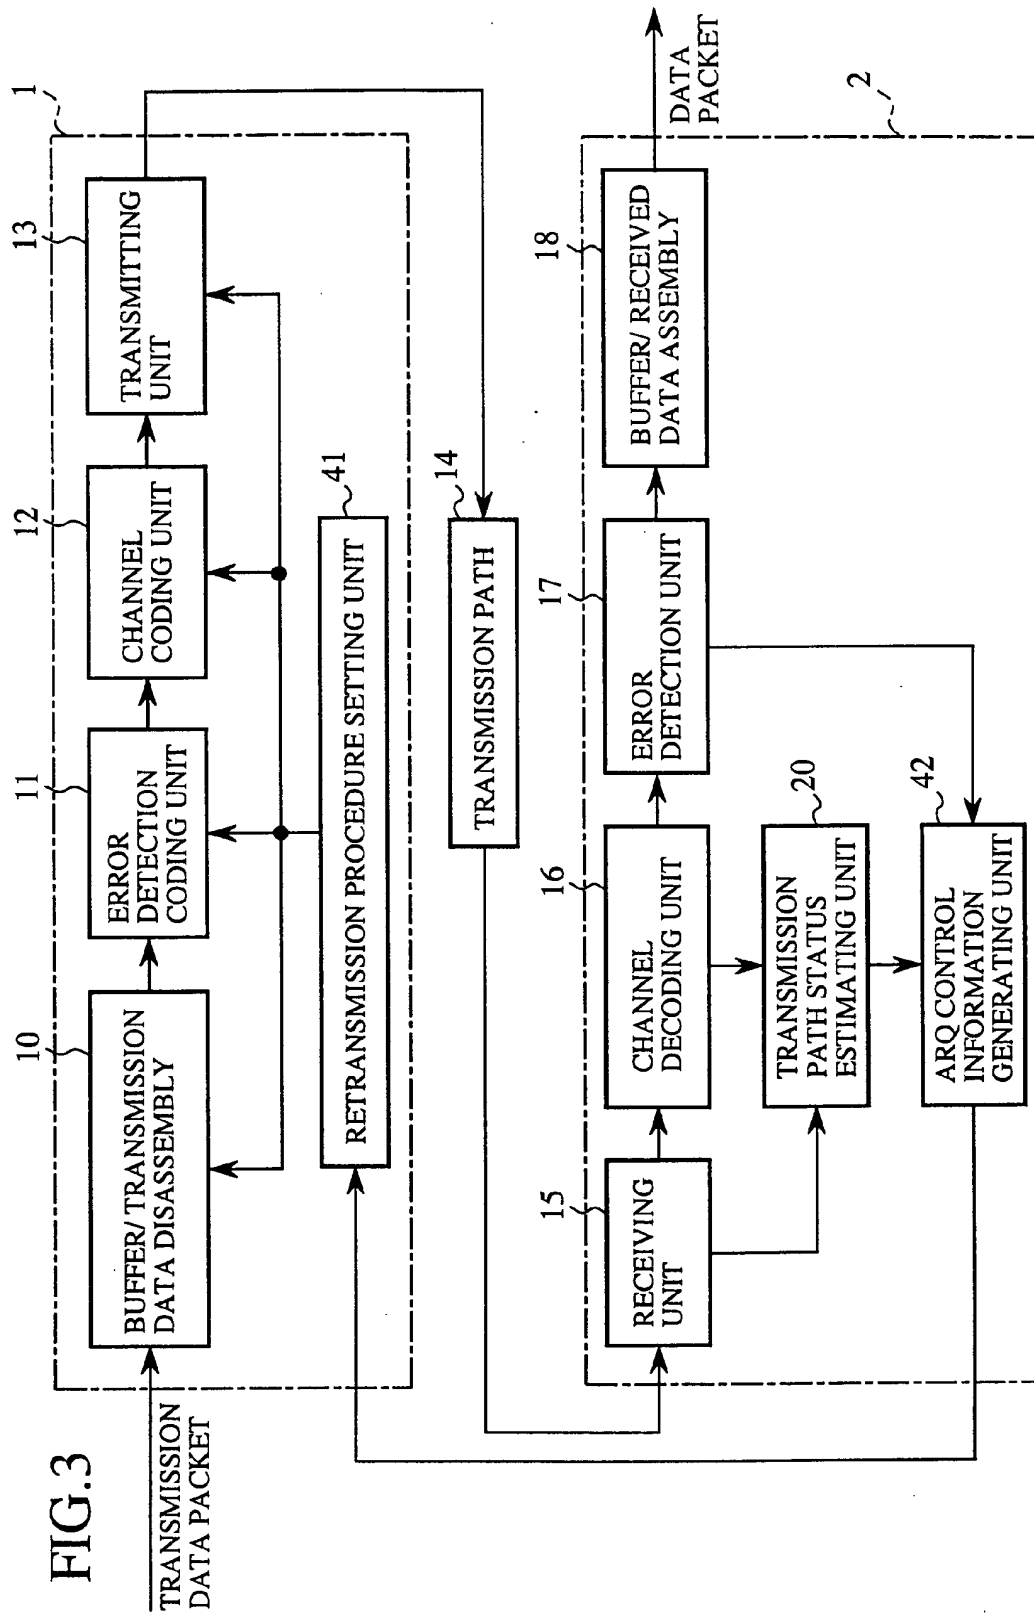 FIG.3
1
TRANSMISSION
DATA PACKET
10
BUFFER/ TRANSMISSION
DATA DISASSEMBLY
11
ERROR
DETECTION
CODING UNIT
12
CHANNEL
CODING UNIT
13
TRANSMITTING
UNIT
41
RETRANSMISSION PROCEDURE SETTING UNIT
14
TRANSMISSION PATH
2
15
RECEIVING
UNIT
16
CHANNEL
DECODING UNIT
17
ERROR
DETECTION UNIT
18
BUFFER/ RECEIVED
DATA ASSEMBLY
DATA
PACKET
20
TRANSMISSION
PATH STATUS
ESTIMATING UNIT
42
ARQ CONTROL
INFORMATION
GENERATING UNIT